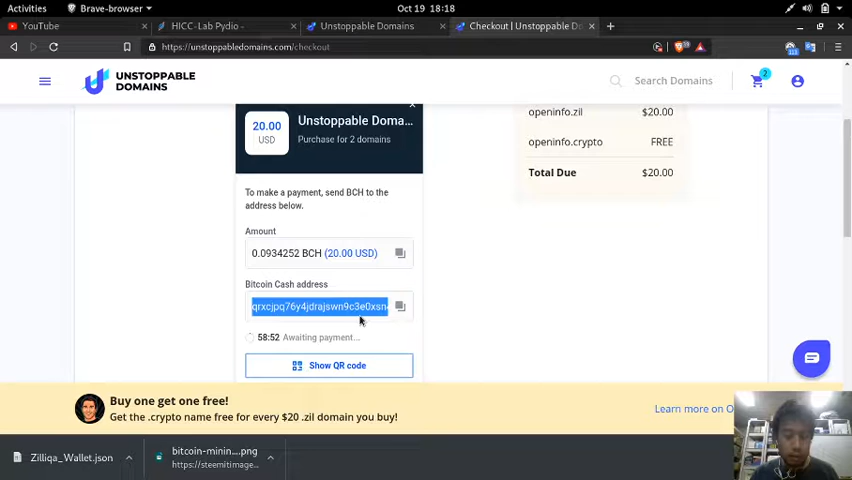 Activities
Brave-browser
Oct 19 18:18
YouTube
HICC-Lab Pydio -
Unstoppable Domains
Checkout | Unstoppable Do
https://unstoppabledomains.com/checkout
UNSTOPPABLE
DOMAINS
Search Domains
2
20.00
USD
Unstoppable Doma...
Purchase for 2 domains
To make a payment, send BCH to the
address below.
Amount
0.0934252 BCH (20.00 USD)
Bitcoin Cash address
qrxcjpq76y4jdrajswn9c3e0xsn
58:52 Awaiting payment...
Show QR code
openinfo.zil $20.00
openinfo.crypto FREE
Total Due $20.00
Buy one get one free!
Get the .crypto name free for every $20 .zil domain you buy!
Learn more on O
Zilliqa_Wallet.json
bitcoin-minin....png
https://steemitimage...